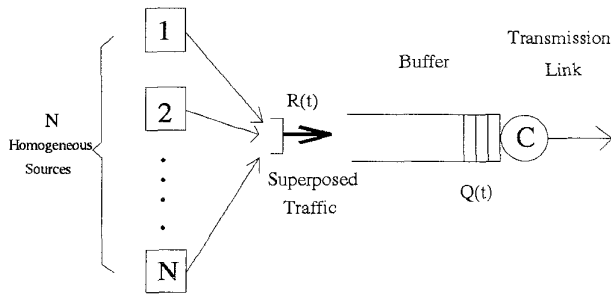 1
Transmission
Link
Buffer
R(t)
2
N
Homogeneous
Sources
C
Superposed
Traffic
Q(t)
N